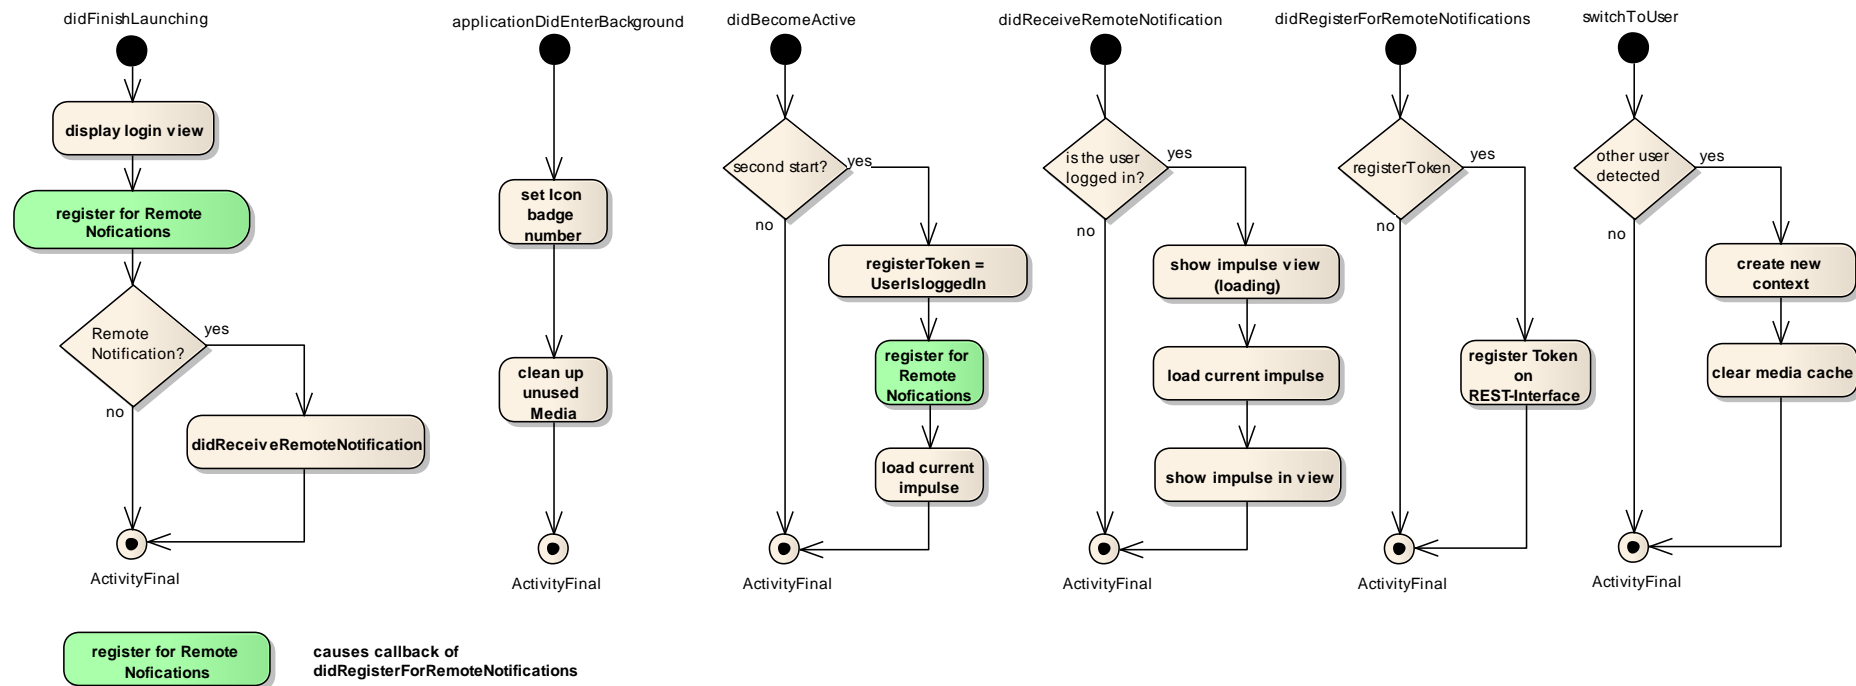 didFinishLaunching
display login view
register for Remote
Nofications
Remote
Notification?
yes
no
didReceiveRemoteNotification
ActivityFinal
applicationDidEnterBackground
set Icon
badge
number
clean up
unused
Media
ActivityFinal
didBecomeActive
second start?
yes
no
registerToken =
UserIsloggedIn
register for
Remote
Nofications
load current
impulse
ActivityFinal
didReceiveRemoteNotification
is the user
logged in?
yes
no
show impulse view
(loading)
load current impulse
show impulse in view
ActivityFinal
didRegisterForRemoteNotifications
registerToken
yes
no
register Token
on
REST-Interface
ActivityFinal
switchToUser
other user
detected
yes
no
create new
context
clear media cache
ActivityFinal
register for Remote
Nofications
causes callback of
didRegisterForRemoteNotifications